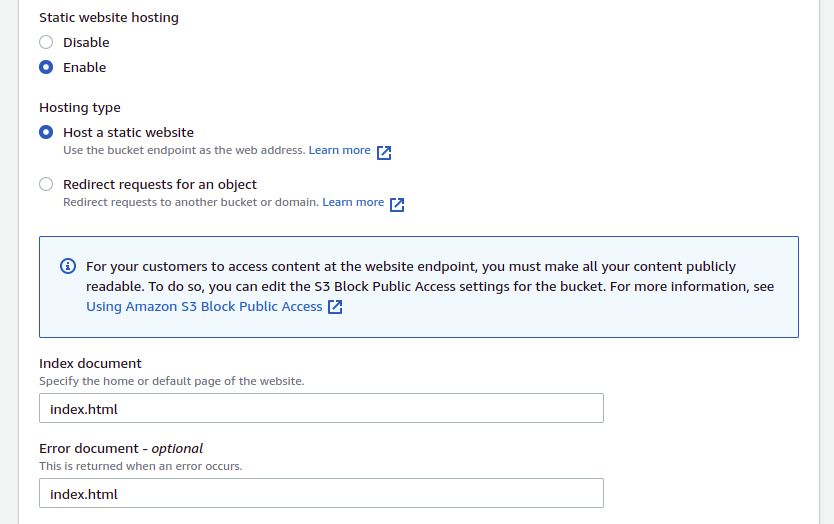 Static website hosting
Disable
Enable
Hosting type
Host a static website
Use the bucket endpoint as the web address. Learn more
Redirect requests for an object
Redirect requests to another bucket or domain. Learn more
For your customers to access content at the website endpoint, you must make all your content publicly
readable. To do so, you can edit the S3 Block Public Access settings for the bucket. For more information, see
Using Amazon S3 Block Public Access
Index document
Specify the home or default page of the website.
index.html
Error document - optional
This is returned when an error occurs.
index.html